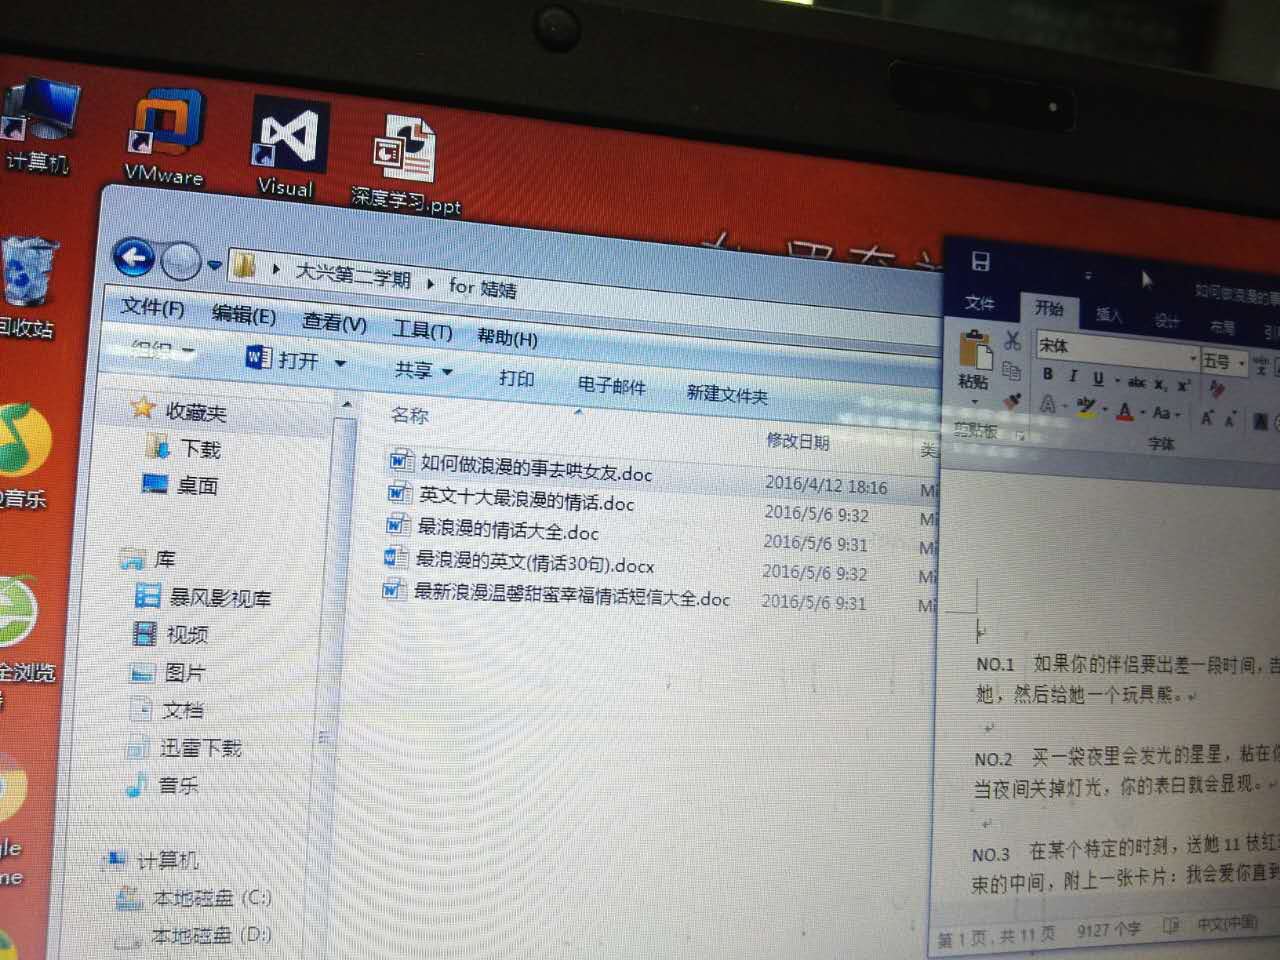 计算机
VMware
Visual
深度学习.ppt
回收站
大兴第二学期 for 婧婧
文件(F) 编辑(E) 查看(V) 工具(T) 帮助(H)
组织 打开 共享 打印 电子邮件 新建文件夹
收藏夹
下载
桌面
库
暴风影视库
视频
图片
文档
迅雷下载
音乐
计算机
本地磁盘 (C:)
本地磁盘 (D:)
名称 修改日期 类
如何做浪漫的事去哄女友.doc 2016/4/12 18:16 Mi
英文十大最浪漫的情话.doc 2016/5/6 9:32 Mi
最浪漫的情话大全.doc 2016/5/6 9:31 Mi
最浪漫的英文(情话30句).docx 2016/5/6 9:32 Mi
最新浪漫温馨甜蜜幸福情话短信大全.doc 2016/5/6 9:31 Mi
如何做浪漫的事
文件 开始 插入 设计 布局 引
宋体 五号
粘贴
B I U abc X₂ X² 
A Aa A A A
剪贴板 字体
NO.1 如果你的伴侣要出差一段时间，
她，然后给她一个玩具熊。
NO.2 买一袋夜里会发光的星星，粘在你
当夜间关掉灯光，你的表白就会显现。
NO.3 在某个特定的时刻，送她 11 枝红
束的中间，附上一张卡片：我会爱你直到
第 1 页，共 11 页 9127 个字 中文(中国)
音乐
全浏览
gle
me